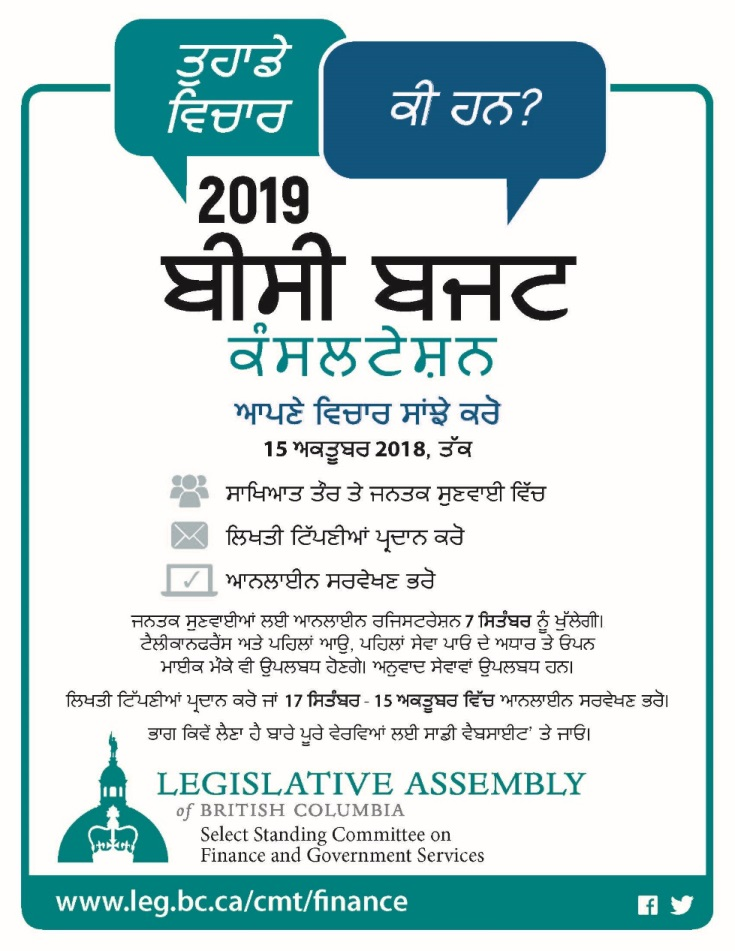 ਤੁਹਾਡੇ
ਵਿਚਾਰ
ਕੀ ਹਨ?
2019
ਬੀਸੀ ਬਜਟ
ਕੰਸਲਟੇਸ਼ਨ
ਆਪਣੇ ਵਿਚਾਰ ਸਾਂਝੇ ਕਰੋ
15 ਅਕਤੂਬਰ 2018, ਤੱਕ
ਸਾਖਿਆਤ ਤੌਰ ਤੇ ਜਨਤਕ ਸੁਣਵਾਈ ਵਿੱਚ
ਲਿਖਤੀ ਟਿੱਪਣੀਆਂ ਪ੍ਰਦਾਨ ਕਰੋ
ਆਨਲਾਈਨ ਸਰਵੇਖਣ ਭਰੋ
ਜਨਤਕ ਸੁਣਵਾਈਆਂ ਲਈ ਆਨਲਾਈਨ ਰਜਿਸਟਰੇਸ਼ਨ 7 ਸਿਤੰਬਰ ਨੂੰ ਖੁੱਲੇਗੀ।
ਟੈਲੀਕਾਨਫਰੈਂਸ ਅਤੇ ਪਹਿਲਾਂ ਆਉ, ਪਹਿਲਾਂ ਸੇਵਾ ਪਾਓ ਦੇ ਅਧਾਰ ਤੇ ਓਪਨ
ਮਾਈਕ ਮੌਕੇ ਵੀ ਉਪਲਬਧ ਹੋਣਗੇ। ਅਨੁਵਾਦ ਸੇਵਾਵਾਂ ਉਪਲਬਧ ਹਨ।
ਲਿਖਤੀ ਟਿੱਪਣੀਆਂ ਪ੍ਰਦਾਨ ਕਰੋ ਜਾਂ 17 ਸਿਤੰਬਰ - 15 ਅਕਤੂਬਰ ਵਿੱਚ ਆਨਲਾਈਨ ਸਰਵੇਖਣ ਭਰੋ।
ਭਾਗ ਕਿਵੇਂ ਲੈਣਾ ਹੈ ਬਾਰੇ ਪੂਰੇ ਵੇਰਵਿਆਂ ਲਈ ਸਾਡੀ ਵੈਬਸਾਈਟ' ਤੇ ਜਾਓ।
LEGISLATIVE ASSEMBLY
of BRITISH COLUMBIA
Select Standing Committee on
Finance and Government Services
www.leg.bc.ca/cmt/finance